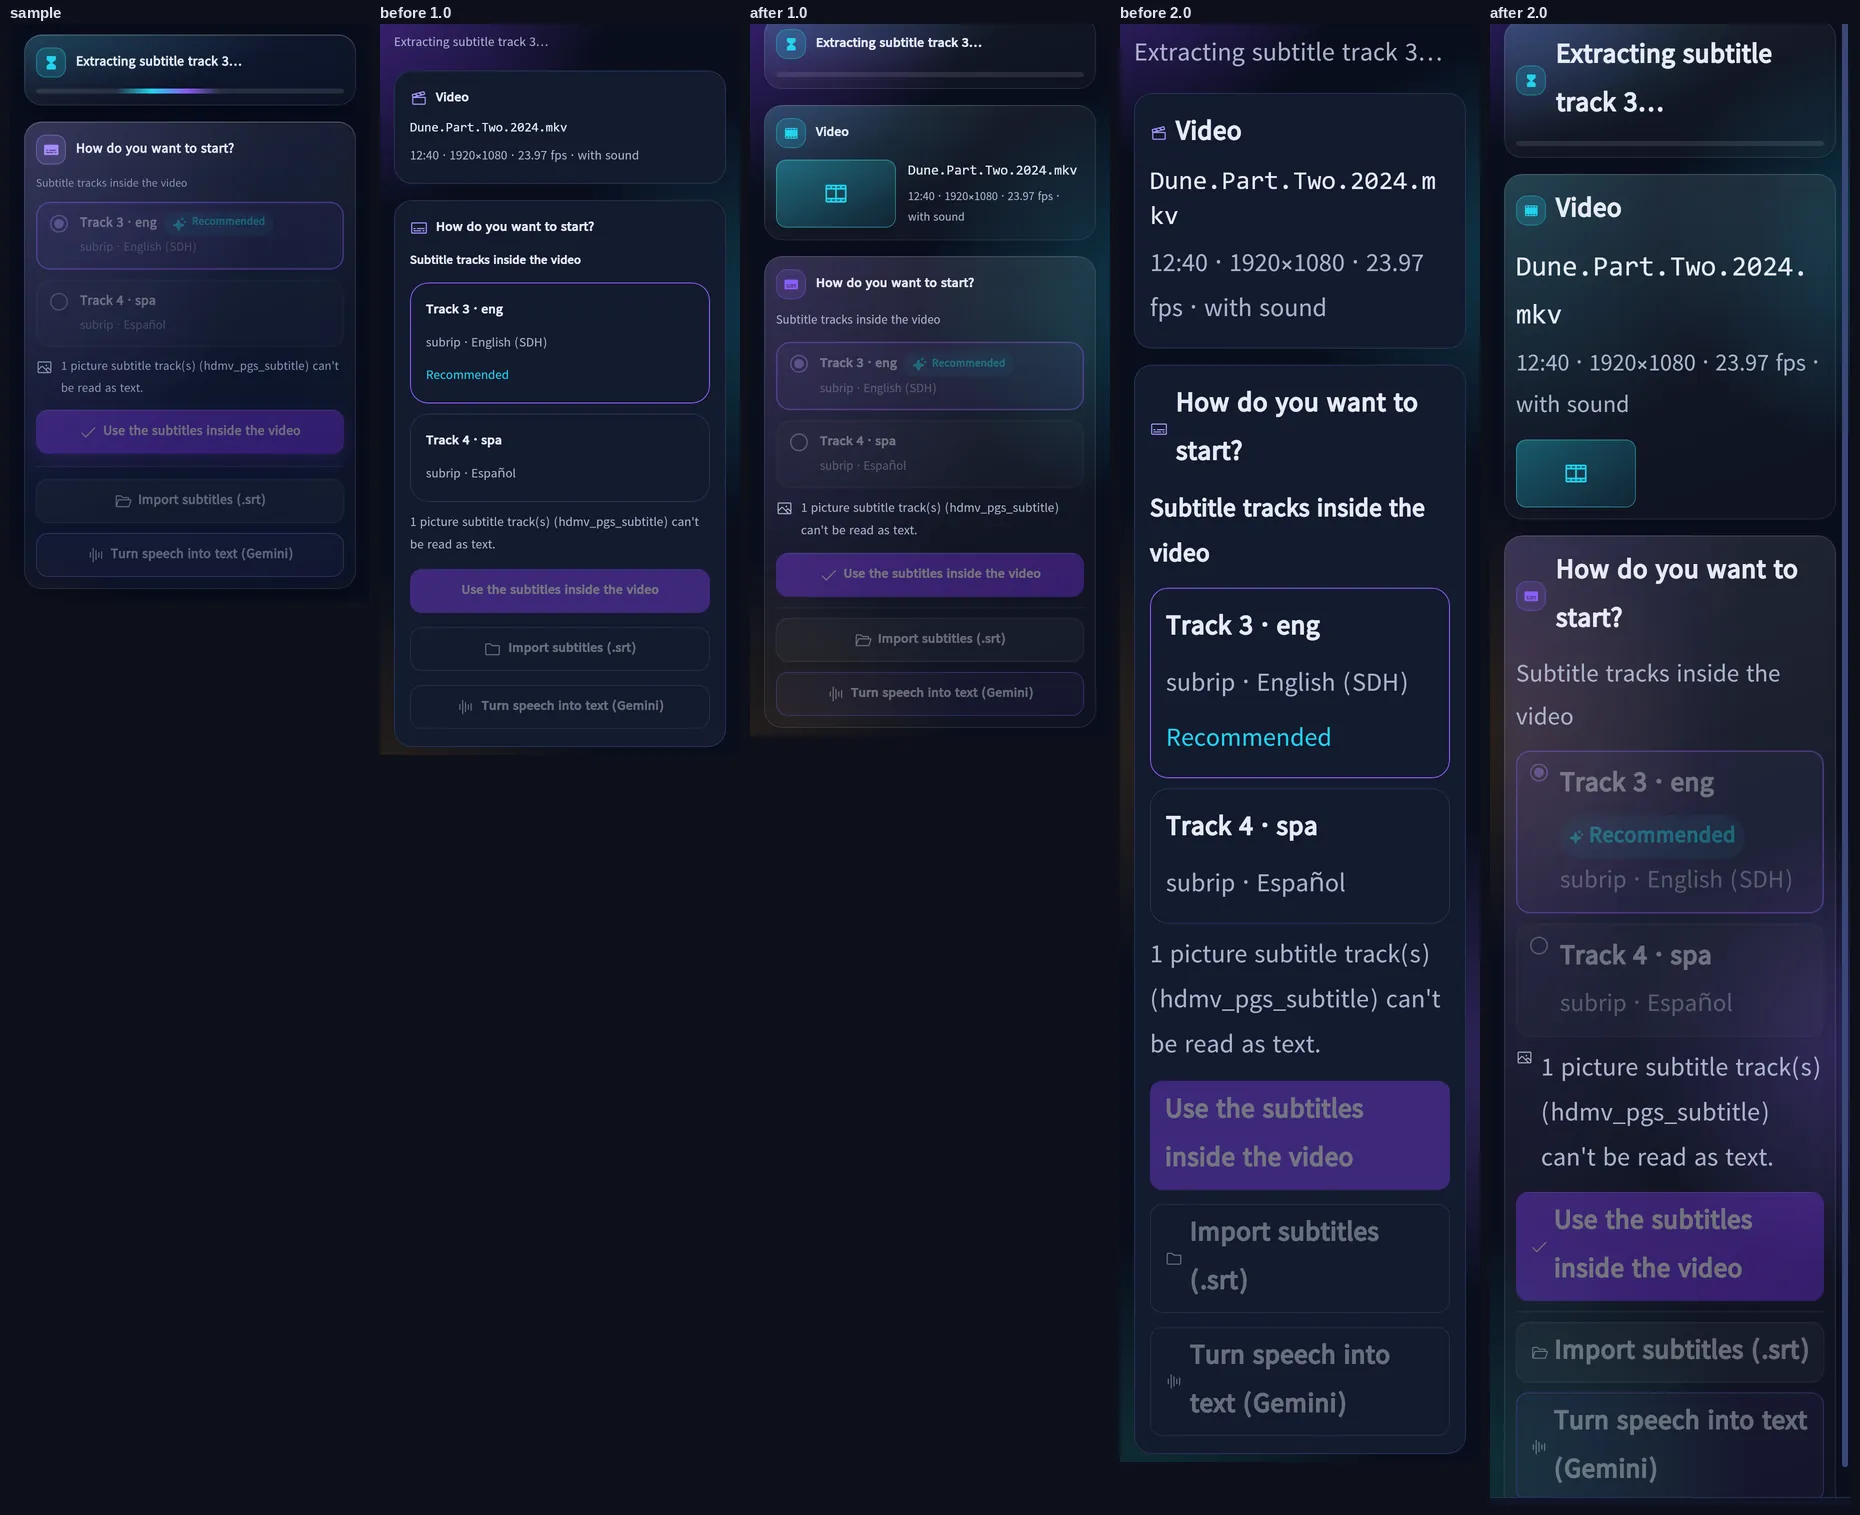 sample
Extracting subtitle track 3...
How do you want to start?
Subtitle tracks inside the video
Track 3 · eng
Recommended
subrip · English (SDH)
Track 4 · spa
subrip · Español
1 picture subtitle track(s) (hdmv_pgs_subtitle) can't
be read as text.
Use the subtitles inside the video
Import subtitles (.srt)
Turn speech into text (Gemini)
before 1.0
Extracting subtitle track 3...
Video
Dune.Part.Two.2024.mkv
12:40 · 1920×1080 · 23.97 fps · with sound
How do you want to start?
Subtitle tracks inside the video
Track 3 · eng
subrip · English (SDH)
Recommended
Track 4 · spa
subrip · Español
1 picture subtitle track(s) (hdmv_pgs_subtitle) can't
be read as text.
Use the subtitles inside the video
Import subtitles (.srt)
Turn speech into text (Gemini)
after 1.0
Extracting subtitle track 3...
Video
Dune.Part.Two.2024.mkv
12:40 · 1920×1080 · 23.97 fps ·
with sound
How do you want to start?
Subtitle tracks inside the video
Track 3 · eng
Recommended
subrip · English (SDH)
Track 4 · spa
subrip · Español
1 picture subtitle track(s) (hdmv_pgs_subtitle)
can't be read as text.
Use the subtitles inside the video
Import subtitles (.srt)
Turn speech into text (Gemini)
before 2.0
Extracting subtitle track 3...
Video
Dune.Part.Two.2024.m
kv
12:40 · 1920×1080 · 23.97
fps · with sound
How do you want to
start?
Subtitle tracks inside the
video
Track 3 · eng
subrip · English (SDH)
Recommended
Track 4 · spa
subrip · Español
1 picture subtitle track(s)
(hdmv_pgs_subtitle) can't
be read as text.
Use the subtitles
inside the video
Import subtitles
(.srt)
Turn speech into
text (Gemini)
after 2.0
Extracting subtitle
track 3...
Video
Dune.Part.Two.2024.
mkv
12:40 · 1920×1080 · 23.97 fps ·
with sound
How do you want to
start?
Subtitle tracks inside the
video
Track 3 · eng
Recommended
subrip · English (SDH)
Track 4 · spa
subrip · Español
1 picture subtitle track(s)
(hdmv_pgs_subtitle)
can't be read as text.
Use the subtitles
inside the video
Import subtitles (.srt)
Turn speech into text
(Gemini)